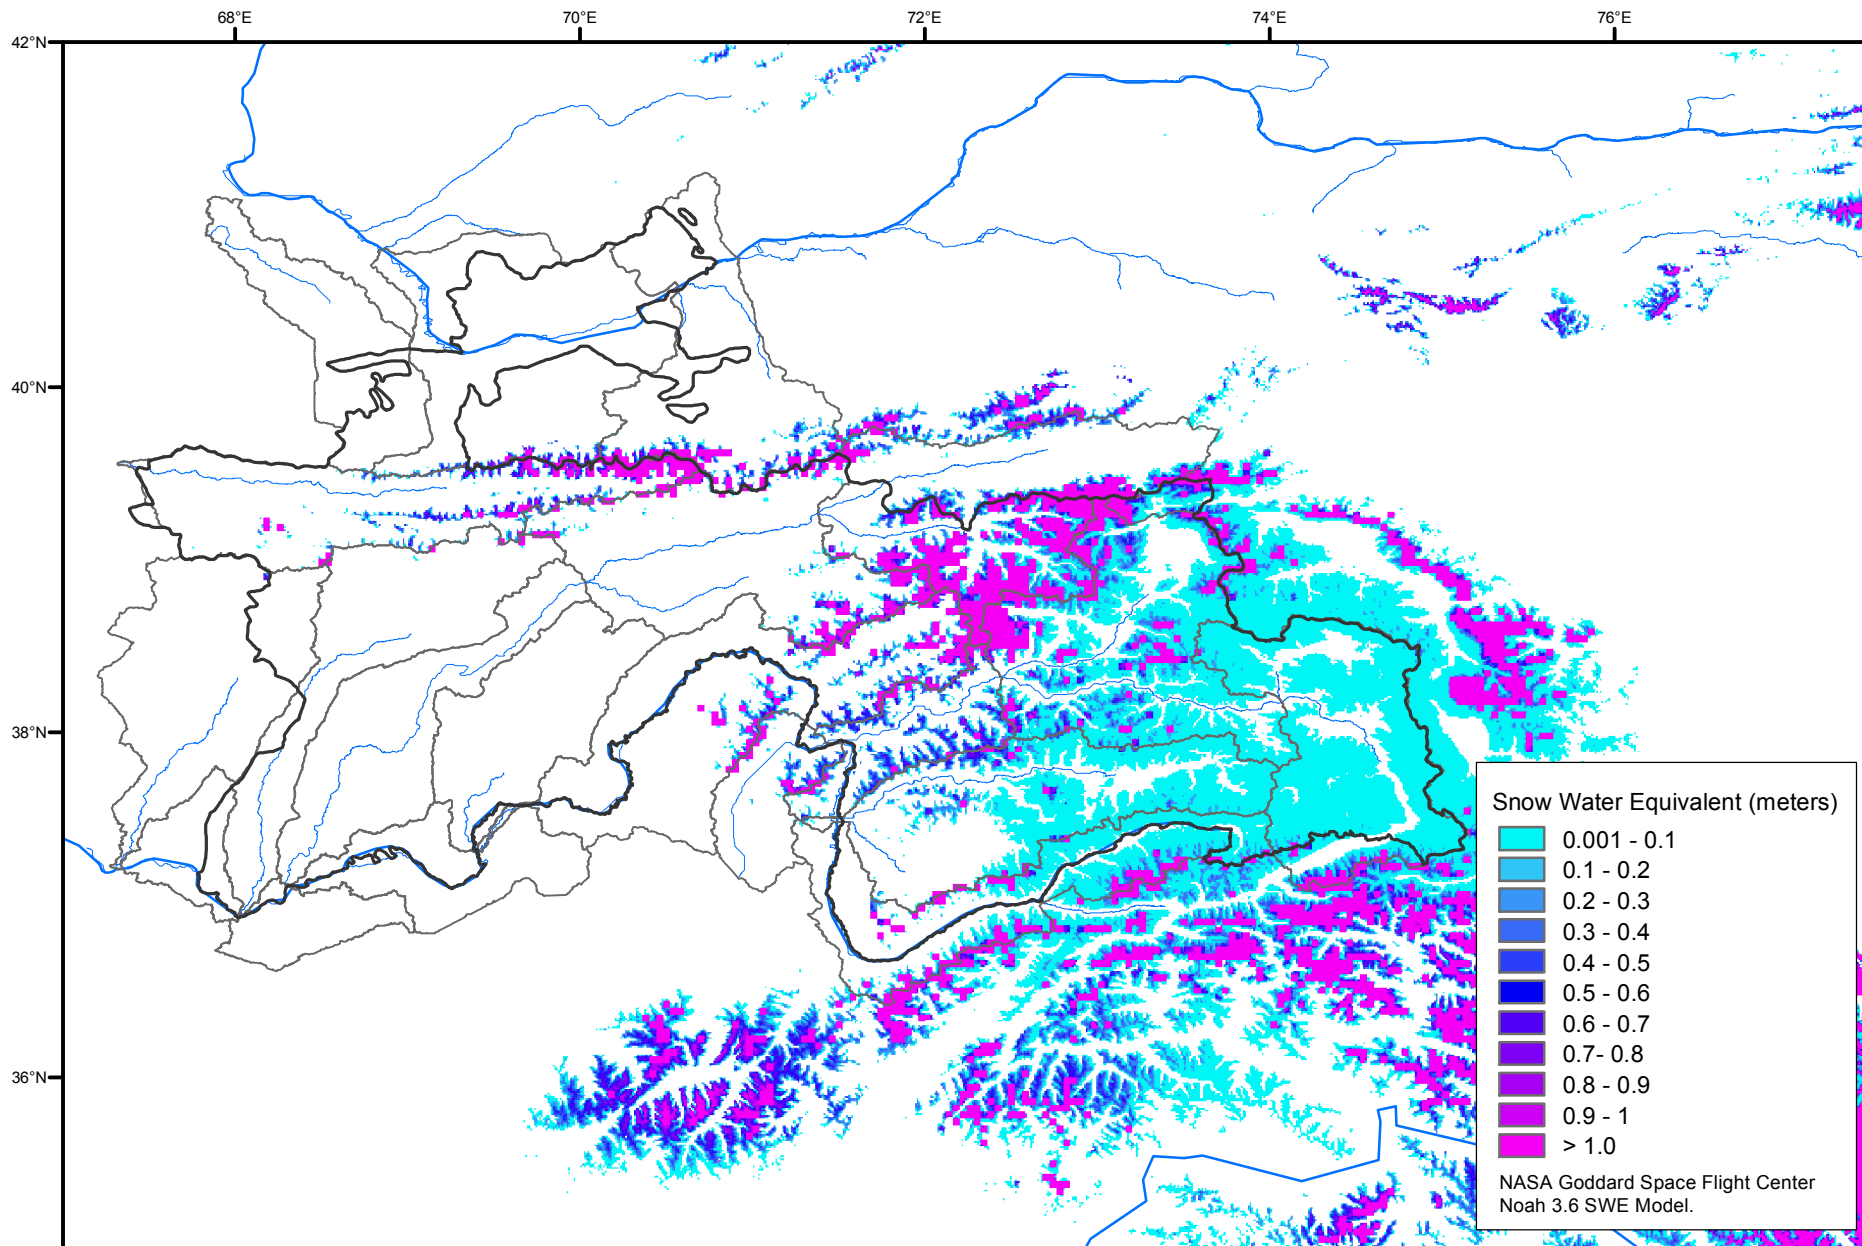 68°E
70°E
72°E
74°E
76°E
42°N
40°N
38°N
36°N
Snow Water Equivalent (meters)
0.001 - 0.1
0.1 - 0.2
0.2 - 0.3
0.3 - 0.4
0.4 - 0.5
0.5 - 0.6
0.6 - 0.7
0.7- 0.8
0.8 - 0.9
0.9 - 1
> 1.0
NASA Goddard Space Flight Center
Noah 3.6 SWE Model.